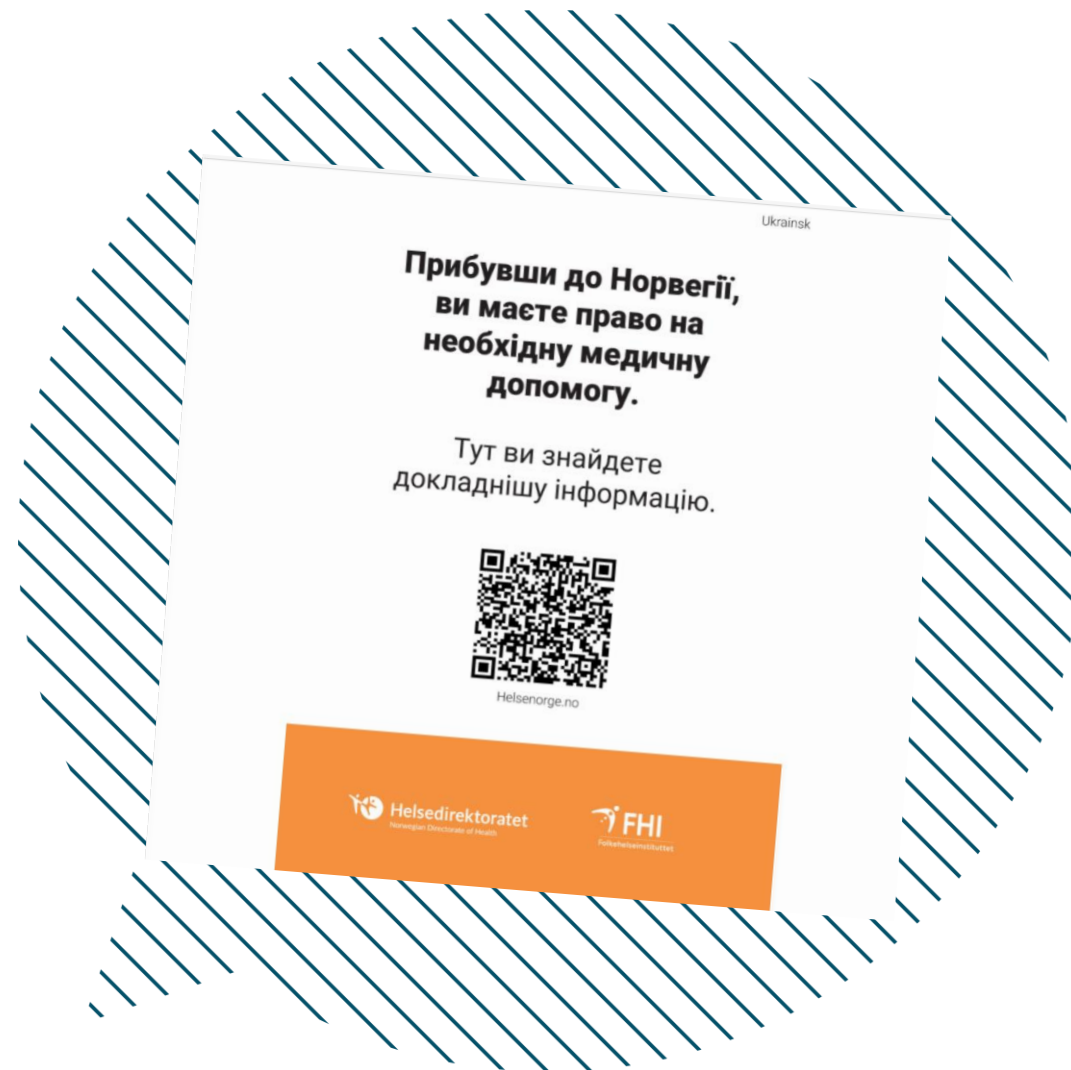 Ukrainsk
Прибувши до Норвегії,
ви маєте право на
необхідну медичну
допомогу.
Тут ви знайдете
докладнішу інформацію.
Helsenorge.no
Helsedirektoratet
Norwegian Directorate of Health
FHI
Folkehelseinstituttet